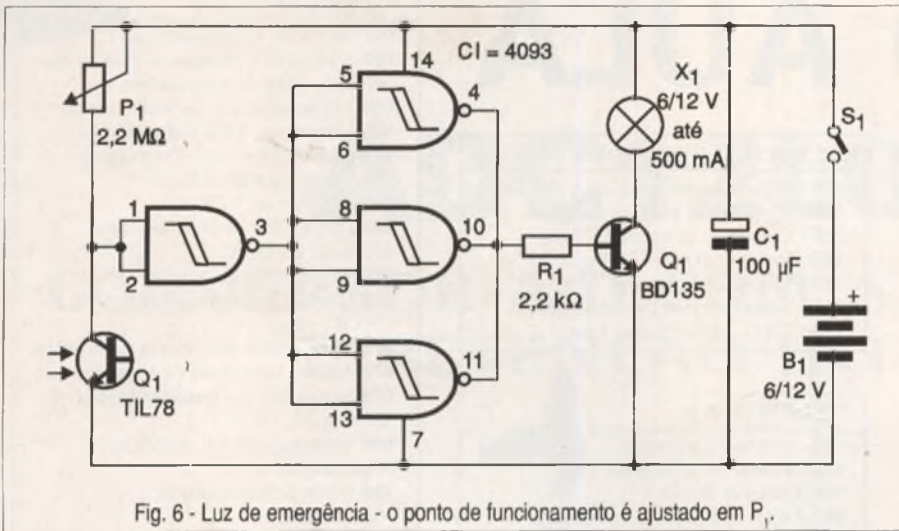 AULA
CI = 4093
14
5
4
6
P₁
2,2 MΩ
X₁
6/12 V
até
500 mA
S₁
1
3
2
8
10
9
R₁
2,2 kΩ
Q₁
BD135
C₁
100 µF
+
B₁
6/12 V
12
11
13
7
Q₁
TIL78
Fig. 6 - Luz de emergência - o ponto de funcionamento é ajustado em P₁.